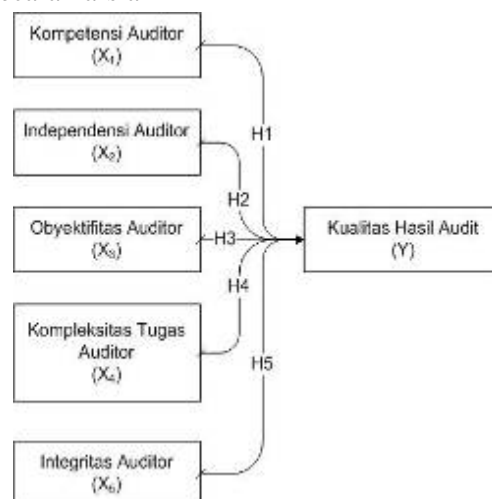 Kompetensi Auditor
(X₁)
Independensi Auditor
(X₂)
Obyektifitas Auditor
(X₃)
Kompleksitas Tugas
Auditor
(X₄)
Integritas Auditor
(X₅)
H1
H2
H3
H4
H5
Kualitas Hasil Audit
(Y)